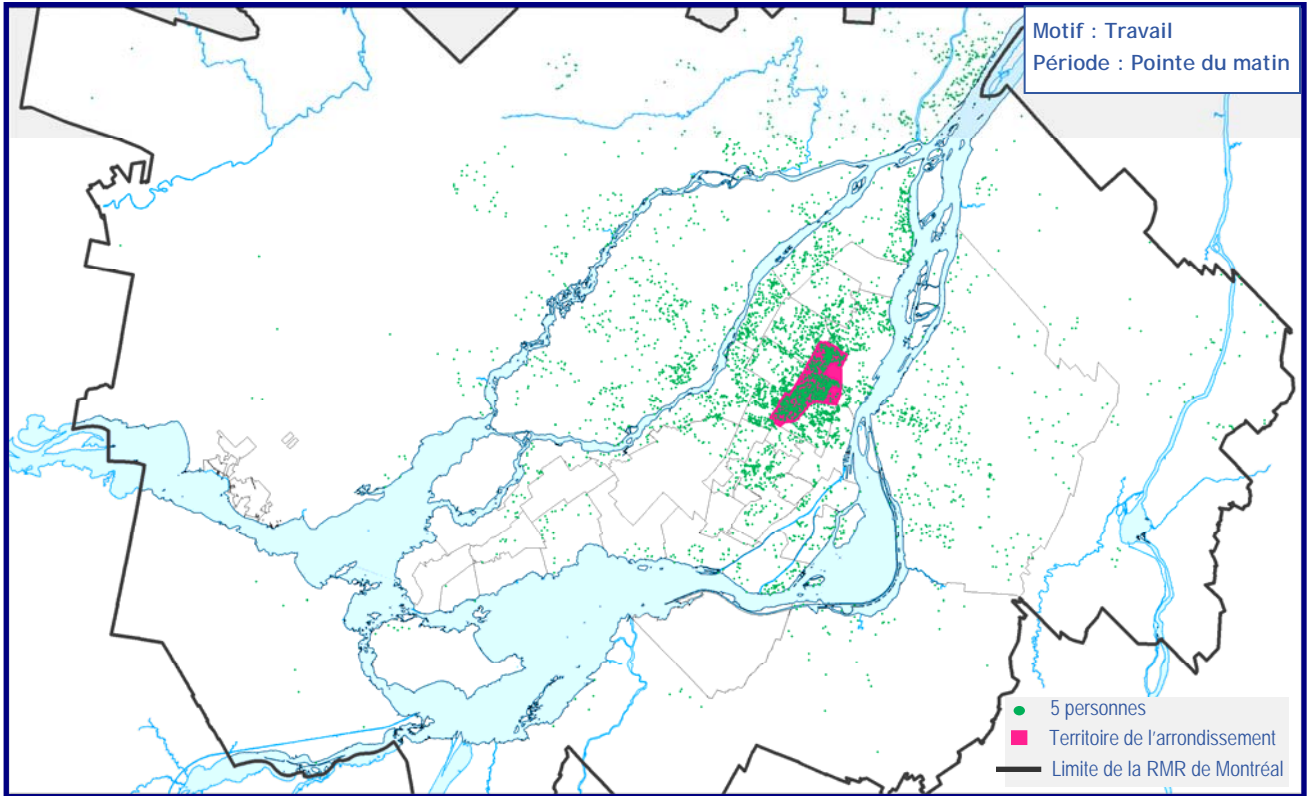 Motif : Travail
Période : Pointe du matin
5 personnes
Territoire de l'arrondissement
Limite de la RMR de Montréal